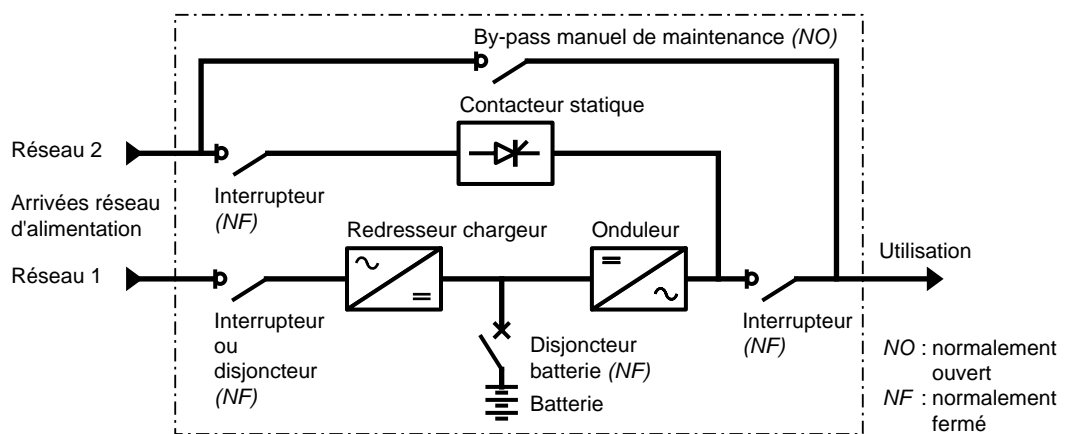 By-pass manuel de maintenance (NO)
Contacteur statique
Réseau 2
Interrupteur
(NF)
Arrivées réseau
d'alimentation
Redresseur chargeur
Onduleur
Utilisation
Réseau 1
Interrupteur
ou
disjoncteur
(NF)
Disjoncteur
batterie (NF)
Batterie
Interrupteur
(NF)
NO : normalement
ouvert
NF : normalement
fermé